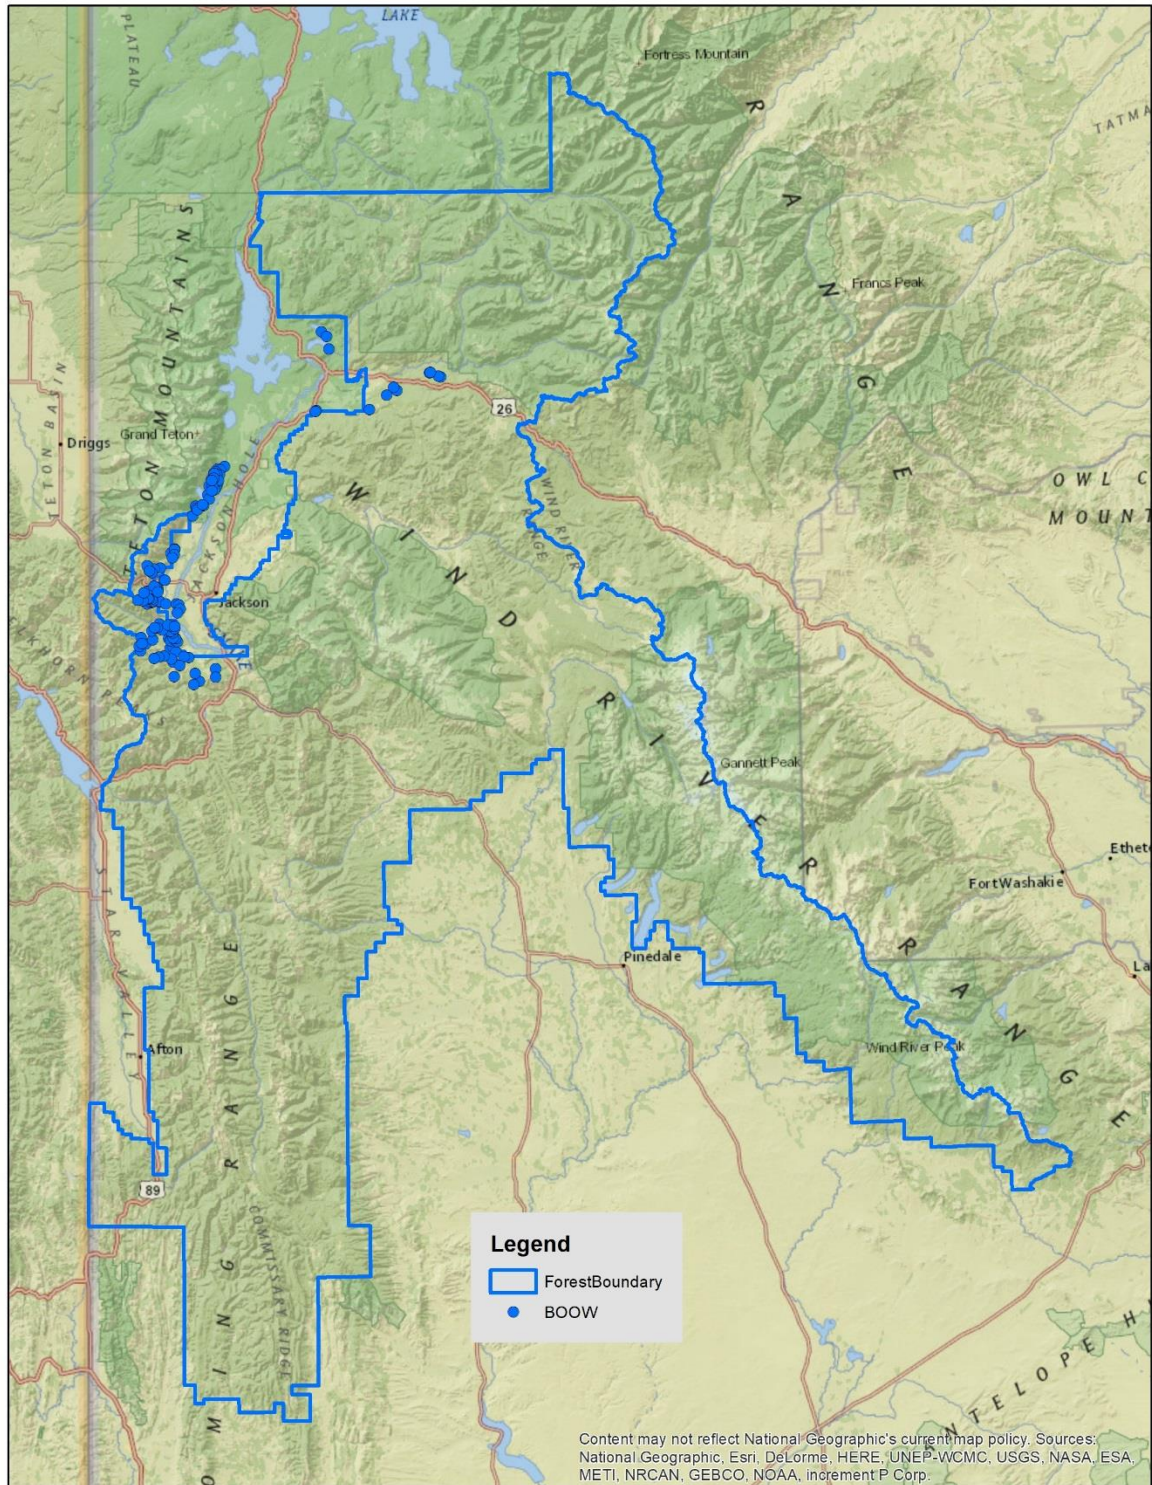 PLATEAU
LAKE
Fortress Mountain
TATMA
Francs Peak
TETON MOUNTAINS
TETON BASIN
Driggs
Grand Teton
JACKSON HOLE
26
RANGE
OWL C
MOUNT
WIND RIVER
RANGE
Jackson
WIND RIVER RANGE
Gannett Peak
Ethete
Fort Washakie
Pinedale
La
STAR VALLEY
Afton
Wind River Peak
89
COMMISSARY RIDGE
OMING RANGE
Legend
ForestBoundary
BOOW
NTELOPE H
Content may not reflect National Geographic's current map policy. Sources:
National Geographic, Esri, DeLorme, HERE, UNEP-WCMC, USGS, NASA, ESA,
METI, NRCAN, GEBCO, NOAA, increment P Corp.